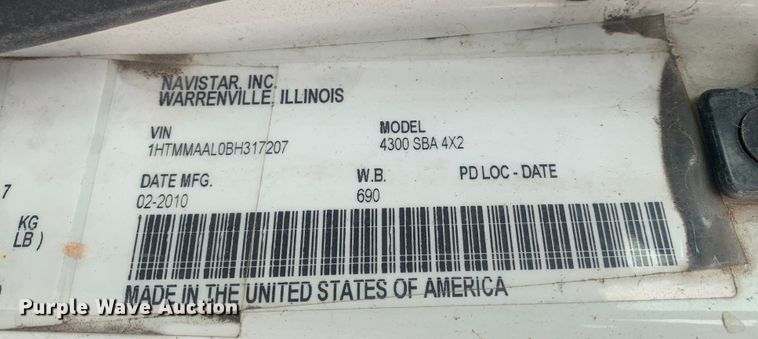 NAVISTAR, INC.
WARRENVILLE, ILLINOIS
VIN MODEL
1HTMMAAL0BH317207 4300 SBA 4X2
DATE MFG. W.B. PD LOC - DATE
02-2010 690
7
KG
LB )
MADE IN THE UNITED STATES OF AMERICA
Purple Wave Auction